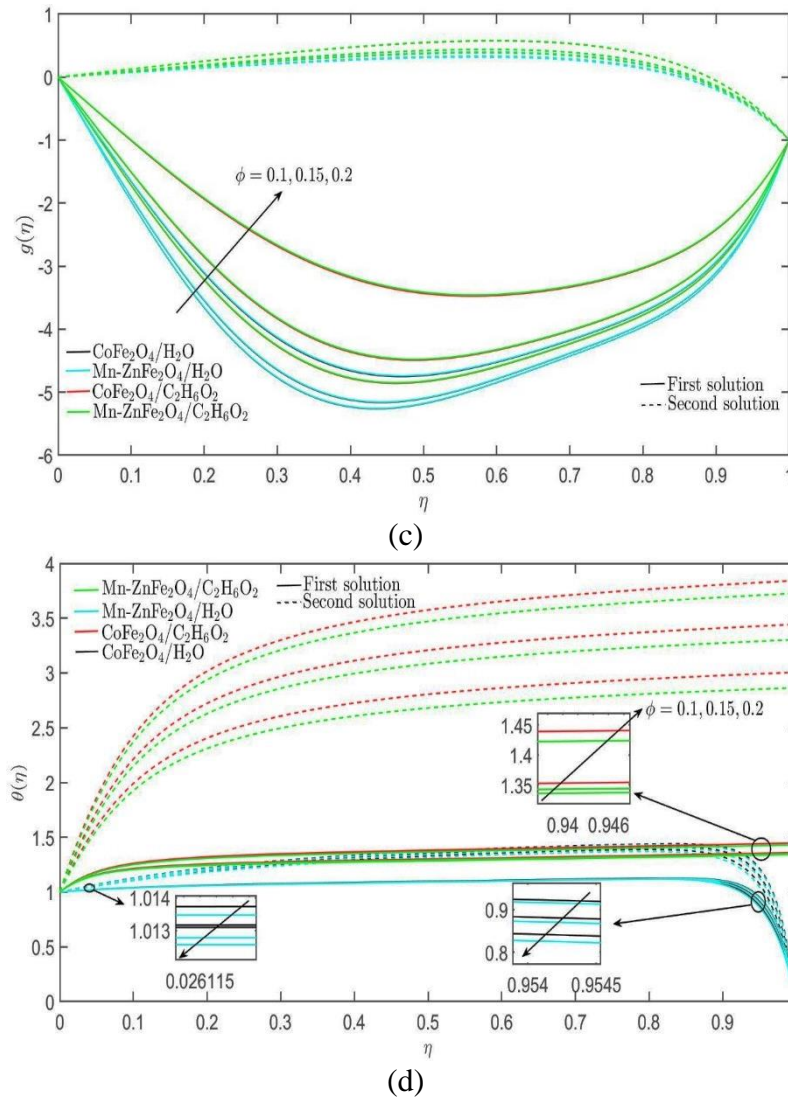 1
0
-1
-2
-3
-4
-5
-6
g(η)
ϕ = 0.1, 0.15, 0.2
CoFe₂O₄/H₂O
Mn-ZnFe₂O₄/H₂O
CoFe₂O₄/C₂H₆O₂
Mn-ZnFe₂O₄/C₂H₆O₂
First solution
Second solution
0 0.1 0.2 0.3 0.4 0.5 0.6 0.7 0.8 0.9 1
η
(c)
4
3.5
3
2.5
2
1.5
1
0.5
0
θ(η)
Mn-ZnFe₂O₄/C₂H₆O₂
Mn-ZnFe₂O₄/H₂O
CoFe₂O₄/C₂H₆O₂
CoFe₂O₄/H₂O
First solution
Second solution
ϕ = 0.1, 0.15, 0.2
1.45
1.4
1.35
0.94 0.946
1.014
1.013
0.026115
0.9
0.8
0.954 0.9545
0 0.1 0.2 0.3 0.4 0.5 0.6 0.7 0.8 0.9
η
(d)